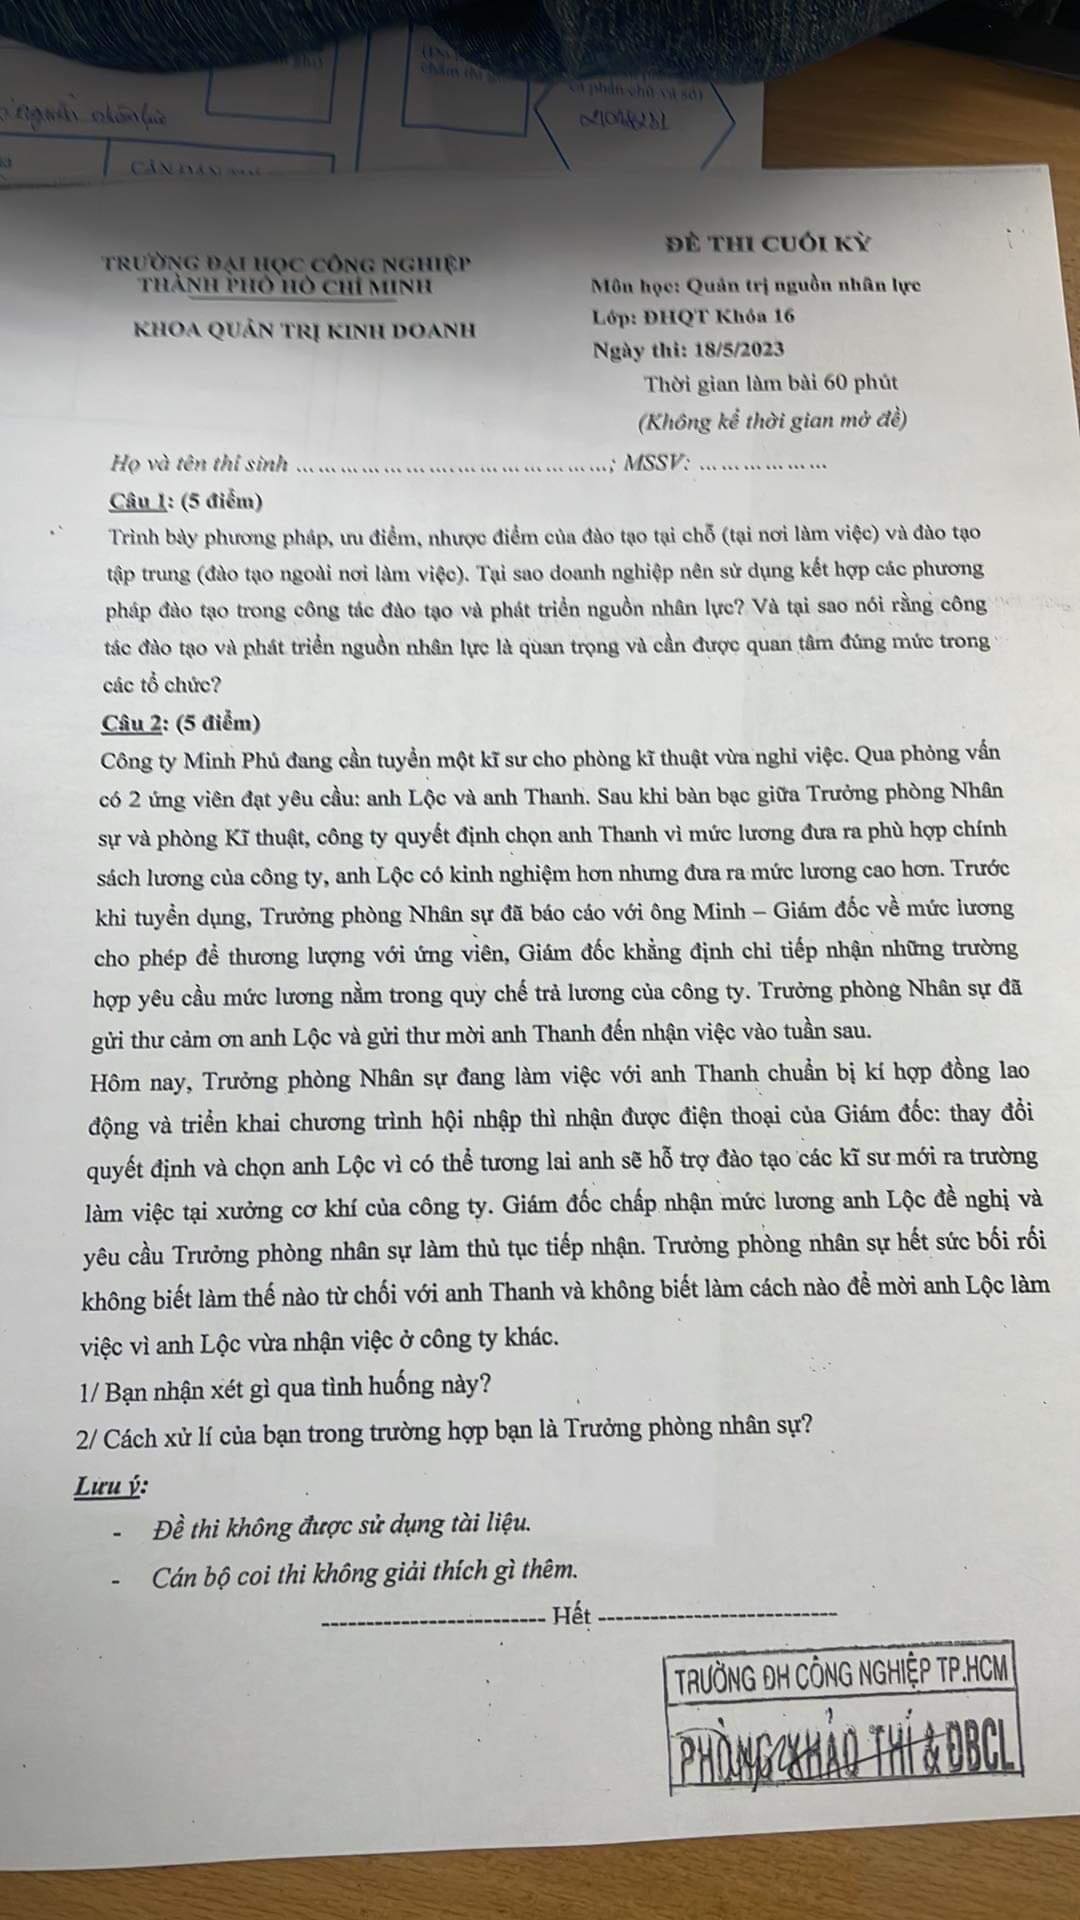 người nhân lực
(Đ
chấm thi
và phần chữ và số)
21018231
CÁN
TRƯỜNG ĐẠI HỌC CÔNG NGHIỆP
THÀNH PHỐ HỒ CHÍ MINH
KHOA QUẢN TRỊ KINH DOANH
ĐỀ THI CUỐI KỲ
Môn học: Quản trị nguồn nhân lực
Lớp: ĐHQT Khóa 16
Ngày thi: 18/5/2023
Thời gian làm bài 60 phút
(Không kể thời gian mở đề)
Họ và tên thí sinh ....................................; MSSV: ..................
Câu 1: (5 điểm)
Trình bày phương pháp, ưu điểm, nhược điểm của đào tạo tại chỗ (tại nơi làm việc) và đào tạo
tập trung (đào tạo ngoài nơi làm việc). Tại sao doanh nghiệp nên sử dụng kết hợp các phương
pháp đào tạo trong công tác đào tạo và phát triển nguồn nhân lực? Và tại sao nói rằng công
tác đào tạo và phát triển nguồn nhân lực là quan trọng và cần được quan tâm đúng mức trong
các tổ chức?
Câu 2: (5 điểm)
Công ty Minh Phú đang cần tuyển một kĩ sư cho phòng kĩ thuật vừa nghỉ việc. Qua phỏng vấn
có 2 ứng viên đạt yêu cầu: anh Lộc và anh Thanh. Sau khi bàn bạc giữa Trưởng phòng Nhân
sự và phòng Kĩ thuật, công ty quyết định chọn anh Thanh vì mức lương đưa ra phù hợp chính
sách lương của công ty, anh Lộc có kinh nghiệm hơn nhưng đưa ra mức lương cao hơn. Trước
khi tuyển dụng, Trưởng phòng Nhân sự đã báo cáo với ông Minh – Giám đốc về mức lương
cho phép để thương lượng với ứng viên, Giám đốc khẳng định chỉ tiếp nhận những trường
hợp yêu cầu mức lương nằm trong quy chế trả lương của công ty. Trưởng phòng Nhân sự đã
gửi thư cảm ơn anh Lộc và gửi thư mời anh Thanh đến nhận việc vào tuần sau.
Hôm nay, Trưởng phòng Nhân sự đang làm việc với anh Thanh chuẩn bị kí hợp đồng lao
động và triển khai chương trình hội nhập thì nhận được điện thoại của Giám đốc: thay đổi
quyết định và chọn anh Lộc vì có thể tương lai anh sẽ hỗ trợ đào tạo các kĩ sư mới ra trường
làm việc tại xưởng cơ khí của công ty. Giám đốc chấp nhận mức lương anh Lộc đề nghị và
yêu cầu Trưởng phòng nhân sự làm thủ tục tiếp nhận. Trưởng phòng nhân sự hết sức bối rối
không biết làm thế nào từ chối với anh Thanh và không biết làm cách nào để mời anh Lộc làm
việc vì anh Lộc vừa nhận việc ở công ty khác.
1/ Bạn nhận xét gì qua tình huống này?
2/ Cách xử lí của bạn trong trường hợp bạn là Trưởng phòng nhân sự?
Lưu ý:
- Đề thi không được sử dụng tài liệu.
- Cán bộ coi thi không giải thích gì thêm.
------------------------- Hết ---------------------------
TRƯỜNG ĐH CÔNG NGHIỆP TP.HCM
PHÒNG KHẢO THÍ & ĐBCL